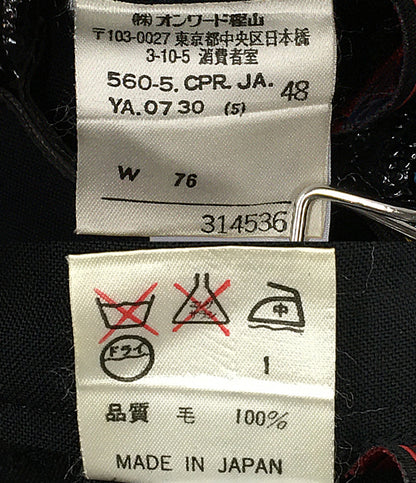 ㈱ オンワード樫山
〒103-0027 東京都中央区日本橋
3-10-5 消費者室
560-5. CPR. JA. 48
YA. 0730 (5)
W 76
314536
中
ドライ
1
品質 毛 100%
MADE IN JAPAN